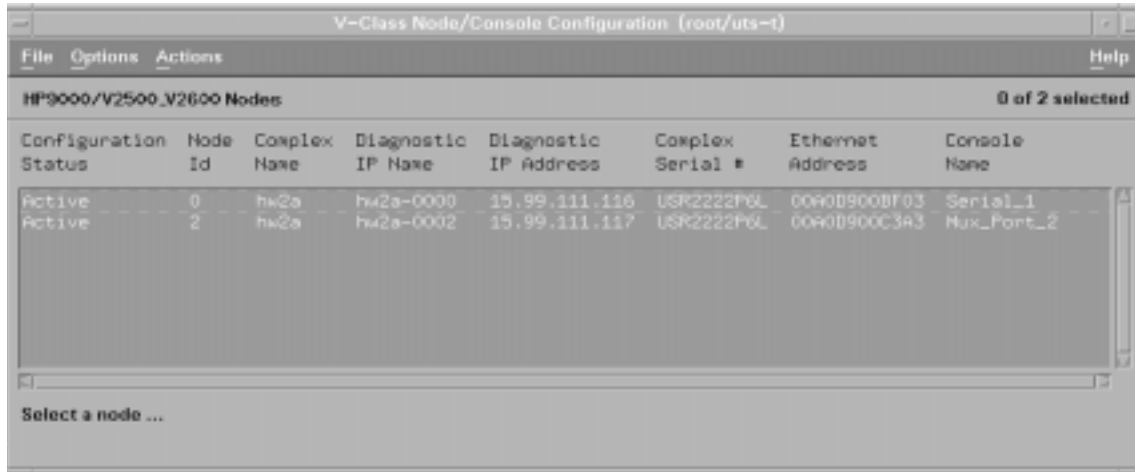 V-Class Node/Console Configuration (root/uts-t)
File Options Actions Help
HP9000/V2500_V2600 Nodes 0 of 2 selected
Configuration Node Complex Diagnostic Diagnostic Complex Ethernet Console
Status Id Name IP Name IP Address Serial # Address Name
Active 0 hw2a hw2a-0000 15.99.111.116 USR2222P6L 00A0D900BF03 Serial_1
Active 2 hw2a hw2a-0002 15.99.111.117 USR2222P6L 00A0D900C3A3 Mux_Port_2
Select a node ...